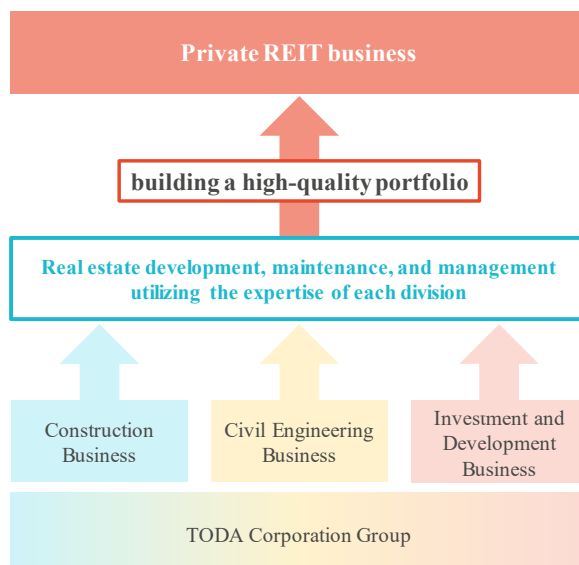 Private REIT business
building a high-quality portfolio
Real estate development, maintenance, and management
utilizing the expertise of each division
Construction
Business
Civil Engineering
Business
Investment and
Development
Business
TODA Corporation Group